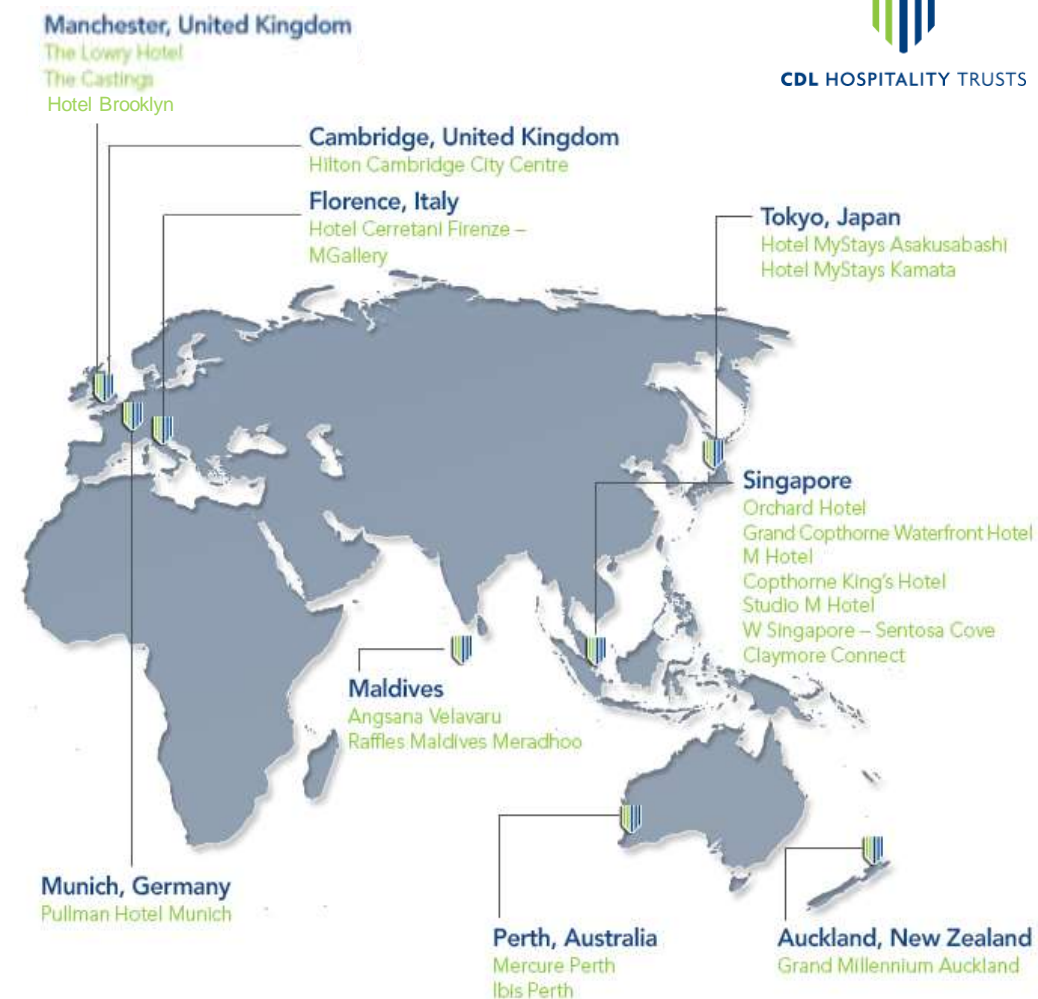 Manchester, United Kingdom
The Lowry Hotel
The Castings
Hotel Brooklyn
CDL HOSPITALITY TRUSTS
Cambridge, United Kingdom
Hilton Cambridge City Centre
Florence, Italy
Hotel Cerretani Firenze –
MGallery
Tokyo, Japan
Hotel MyStays Asakusabashi
Hotel MyStays Kamata
Singapore
Orchard Hotel
Grand Copthorne Waterfront Hotel
M Hotel
Copthorne King's Hotel
Studio M Hotel
W Singapore – Sentosa Cove
Claymore Connect
Maldives
Angsana Velavaru
Raffles Maldives Meradhoo
Munich, Germany
Pullman Hotel Munich
Perth, Australia
Mercure Perth
Ibis Perth
Auckland, New Zealand
Grand Millennium Auckland